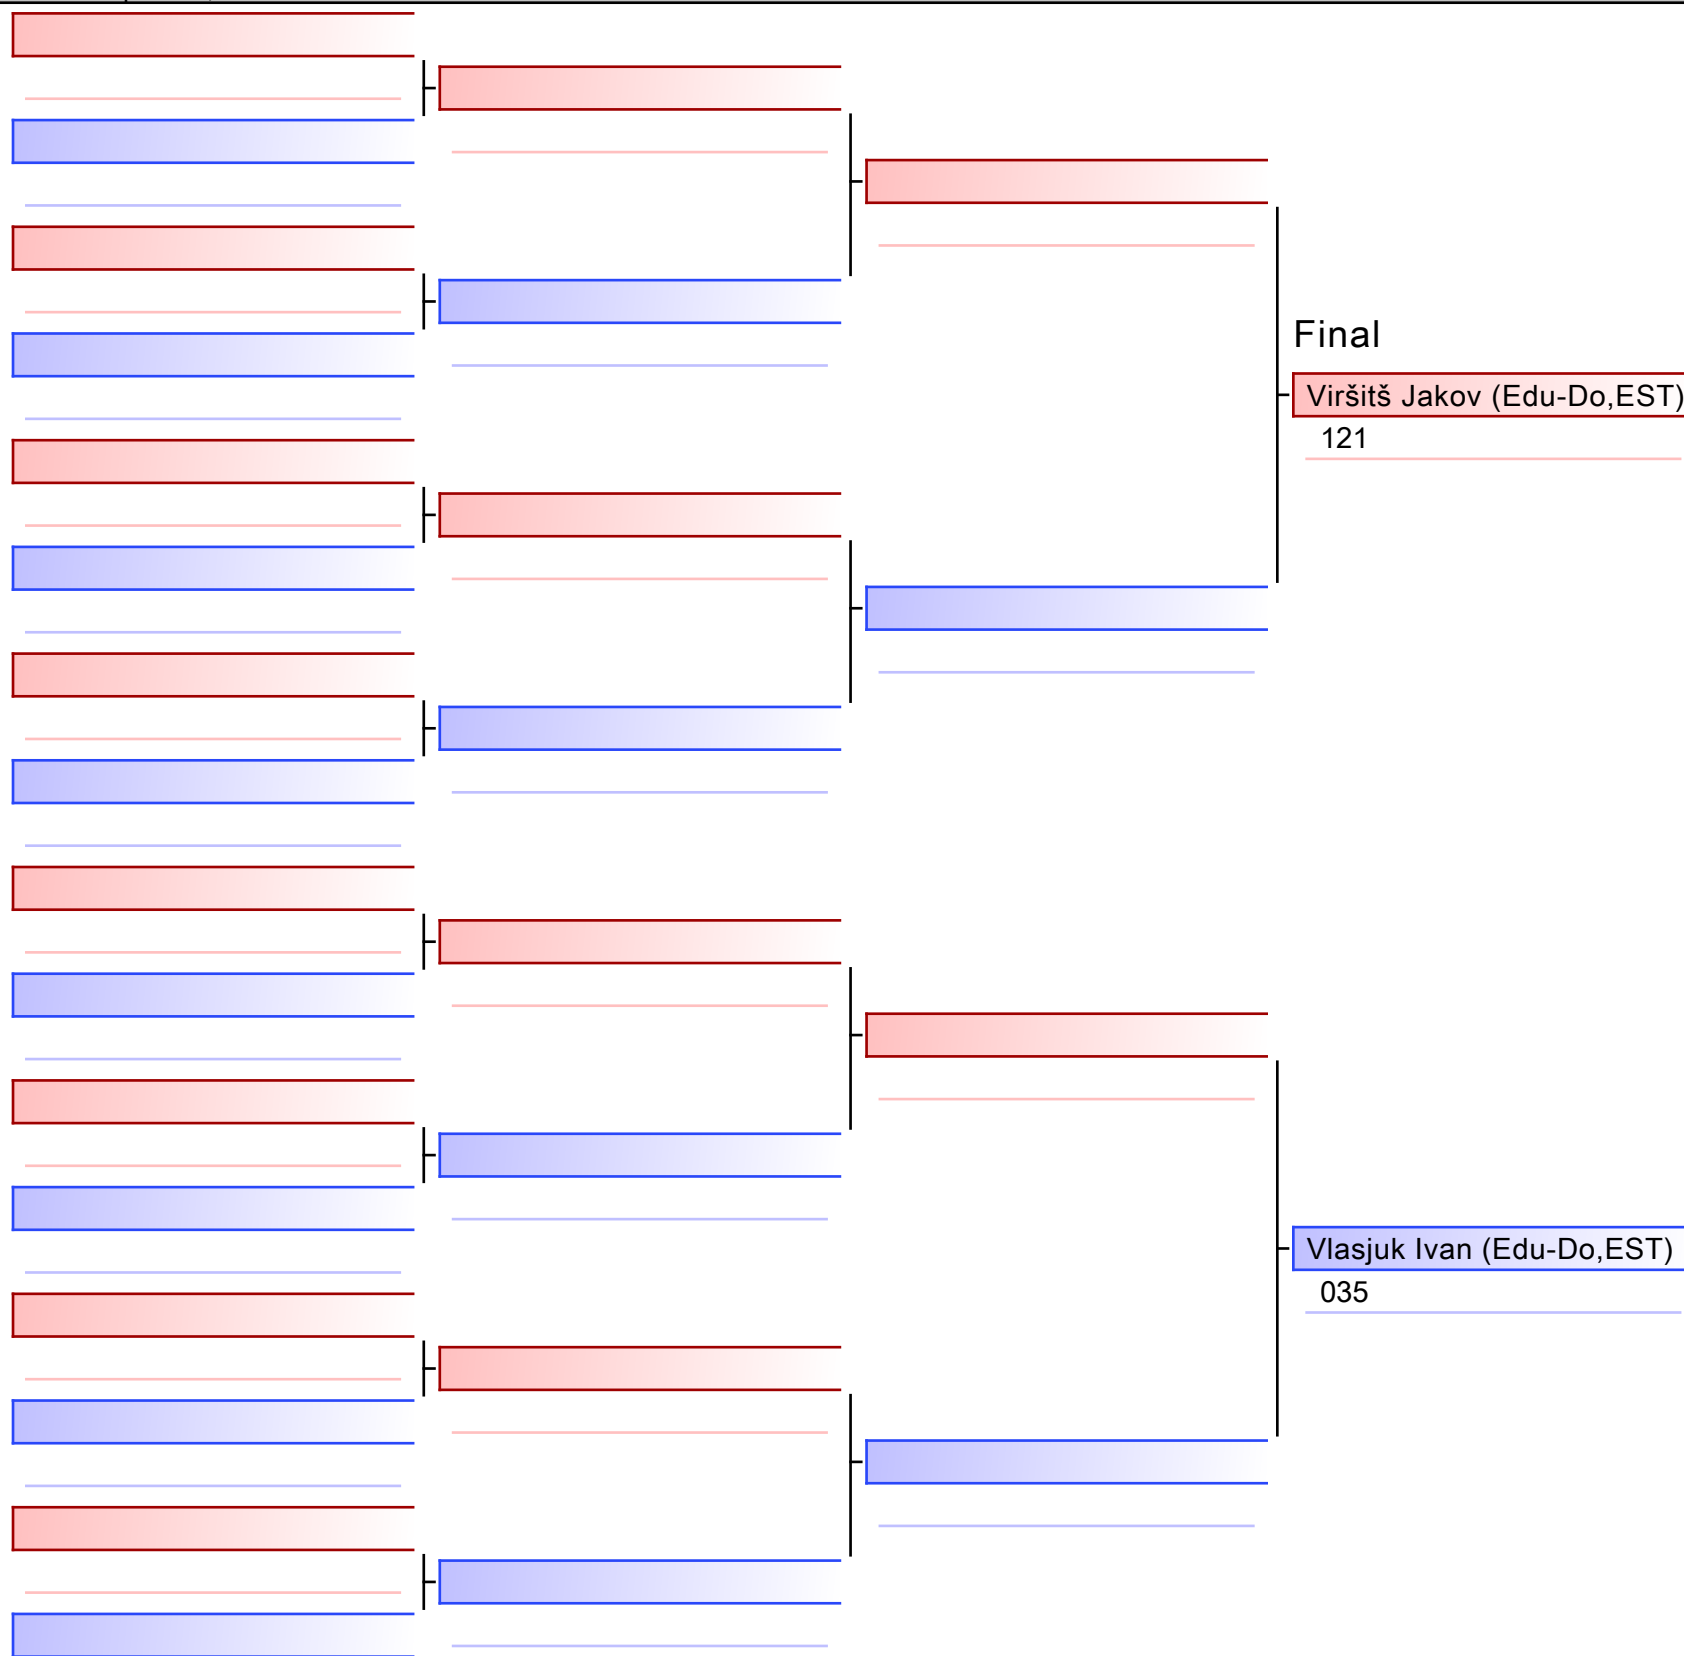 Final
Viršitš Jakov (Edu-Do,EST)
121
Vlasjuk Ivan (Edu-Do,EST)
035